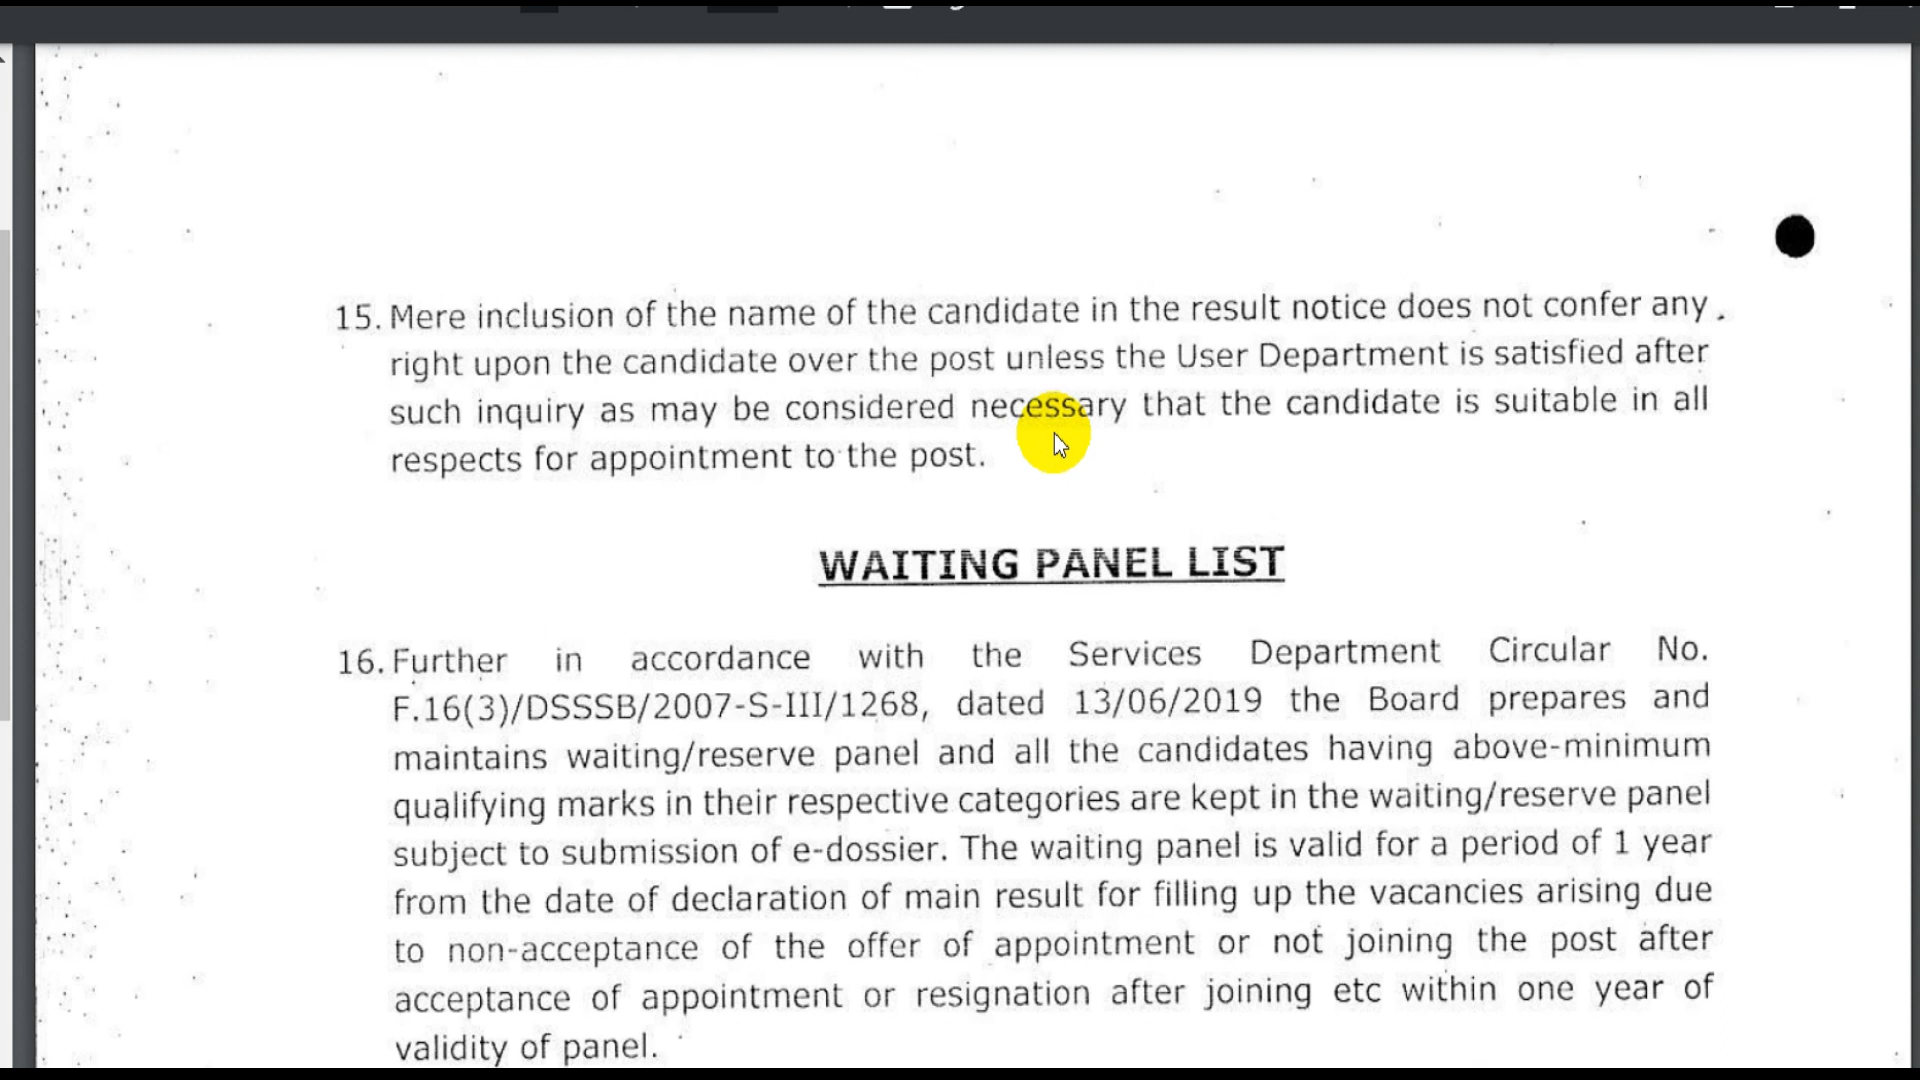 15. Mere inclusion of the name of the candidate in the result notice does not confer any
right upon the candidate over the post unless the User Department is satisfied after
such inquiry as may be considered necessary that the candidate is suitable in all
respects for appointment to the post.
WAITING PANEL LIST
16. Further in accordance with the Services Department Circular No.
F.16(3)/DSSSB/2007-S-III/1268, dated 13/06/2019 the Board prepares and
maintains waiting/reserve panel and all the candidates having above-minimum
qualifying marks in their respective categories are kept in the waiting/reserve panel
subject to submission of e-dossier. The waiting panel is valid for a period of 1 year
from the date of declaration of main result for filling up the vacancies arising due
to non-acceptance of the offer of appointment or not joining the post after
acceptance of appointment or resignation after joining etc within one year of
validity of panel.